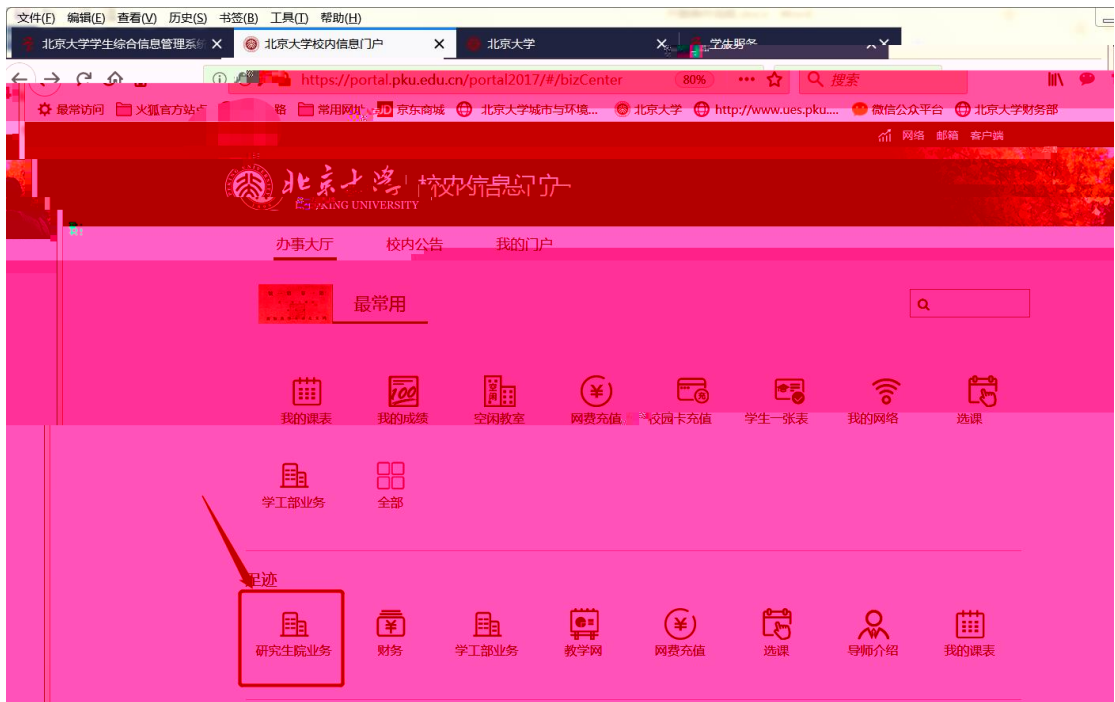 文件(F) 编辑(E) 查看(V) 历史(S) 书签(B) 工具(T) 帮助(H)
北京大学学生综合信息管理系统 北京大学校内信息门户 北京大学
https://portal.pku.edu.cn/portal2017/#/bizCenter 80% 搜索
最常访问 火狐官方站点 常用网址 JD 京东商城 北京大学城市与环境... 北京大学 http://www.ues.pku.... 微信公众平台 北京大学财务部
网络 邮箱 客户端
北京大学 校内信息门户
PEKING UNIVERSITY
办事大厅 校内公告 我的门户
最常用
我的课表 我的成绩 空闲教室 网费充值 校园卡充值 学生一张表 我的网络 选课
学工部业务 全部
足迹
研究生院业务 财务 学工部业务 教学网 网费充值 选课 导师介绍 我的课表